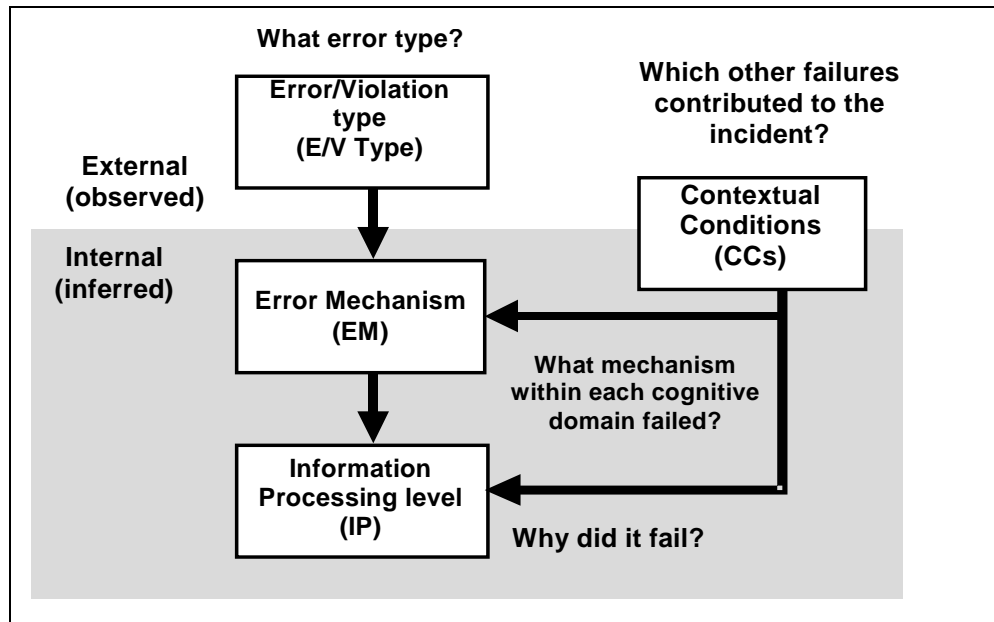 What error type?
Error/Violation
type
(E/V Type)
Which other failures
contributed to the
incident?
External
(observed)
Contextual
Conditions
(CCs)
Internal
(inferred)
Error Mechanism
(EM)
What mechanism
within each cognitive
domain failed?
Information
Processing level
(IP)
Why did it fail?